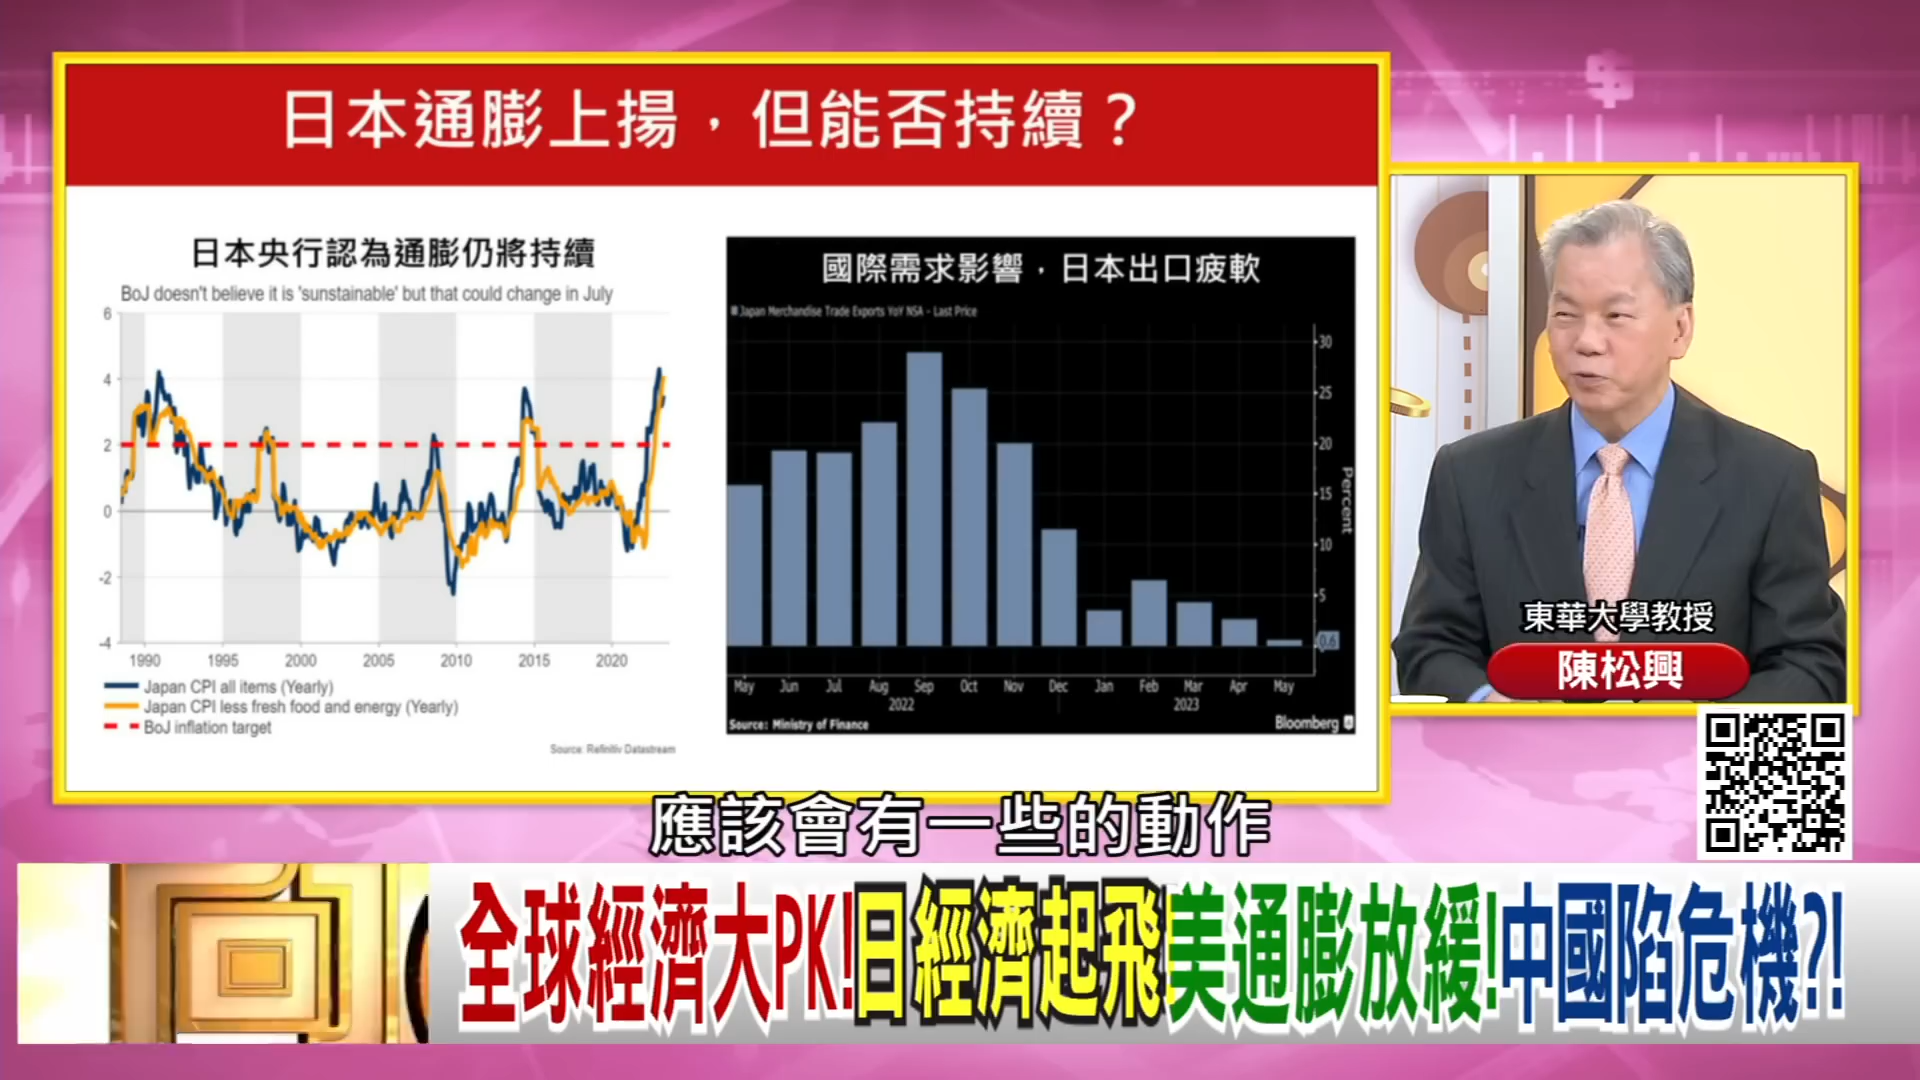 日本通膨上揚，但能否持續？
日本央行認為通膨仍將持續
BoJ doesn't believe it is 'sunstainable' but that could change in July
6
4
2
0
-2
-4
1990 1995 2000 2005 2010 2015 2020
Japan CPI all items (Yearly)
Japan CPI less fresh food and energy (Yearly)
BoJ inflation target
Source: Refinitiv Datastream
國際需求影響，日本出口疲軟
Japan Merchandise Trade Exports YoY NSA - Last Price
30
25
20
15
10
5
0.6
Percent
May Jun Jul Aug Sep Oct Nov Dec Jan Feb Mar Apr May
2022 2023
Source: Ministry of Finance
Bloomberg
東華大學教授
陳松興
應該會有一些的動作
全球經濟大PK!日經濟起飛!美通膨放緩!中國陷危機?!